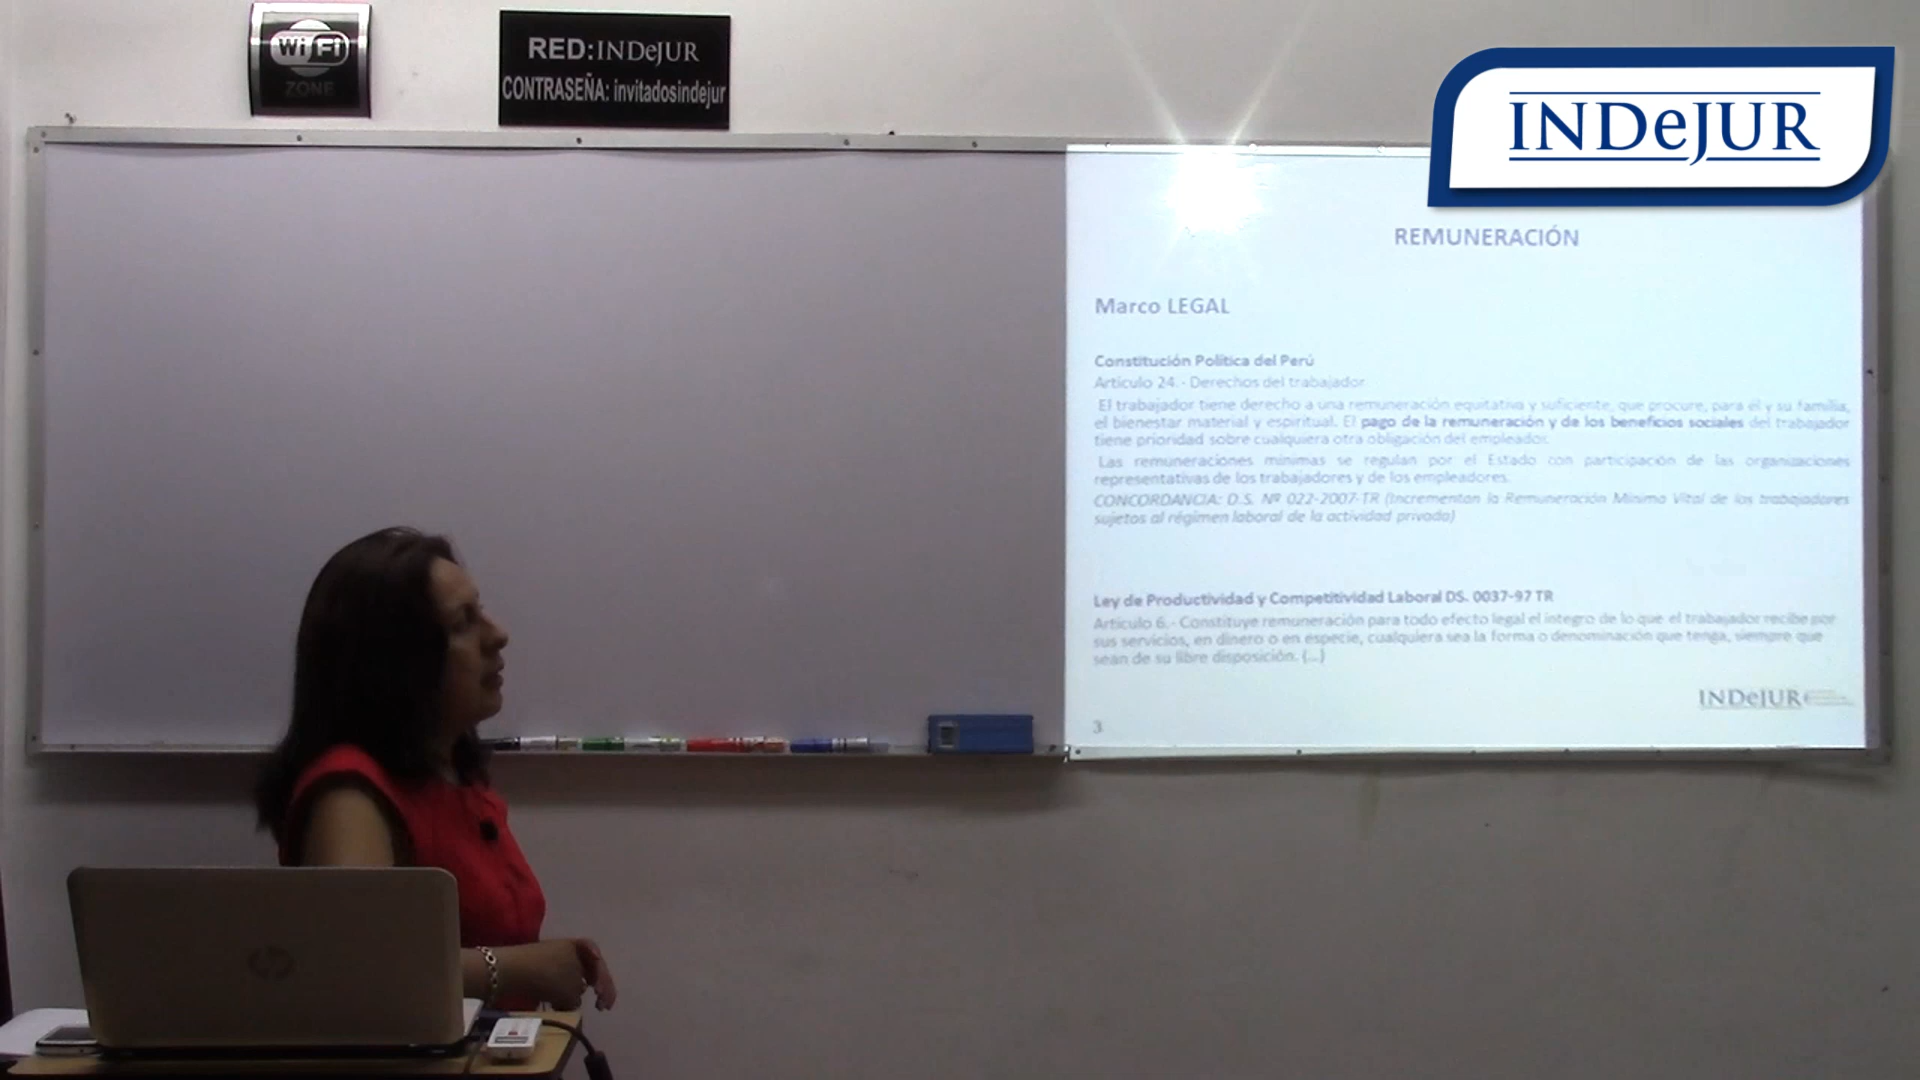 Wi Fi
ZONE
RED:INDeJUR
CONTRASEÑA: invitadosindejur
INDeJUR
REMUNERACIÓN
Marco LEGAL
Constitución Política del Perú
Artículo 24.- Derechos del trabajador
El trabajador tiene derecho a una remuneración equitativa y suficiente, que procure, para él y su familia,
el bienestar material y espiritual. El pago de la remuneración y de los beneficios sociales del trabajador
tiene prioridad sobre cualquiera otra obligación del empleador.
Las remuneraciones mínimas se regulan por el Estado con participación de las organizaciones
representativas de los trabajadores y de los empleadores.
CONCORDANCIA: D.S. Nº 022-2007-TR (Incrementan la Remuneración Mínima Vital de los trabajadores
sujetos al régimen laboral de la actividad privada)
Ley de Productividad y Competitividad Laboral DS. 0037-97 TR
Artículo 6.- Constituye remuneración para todo efecto legal el íntegro de lo que el trabajador recibe por
sus servicios, en dinero o en especie, cualquiera sea la forma o denominación que tenga, siempre que
sean de su libre disposición. (...)
INDeJUR
3
hp